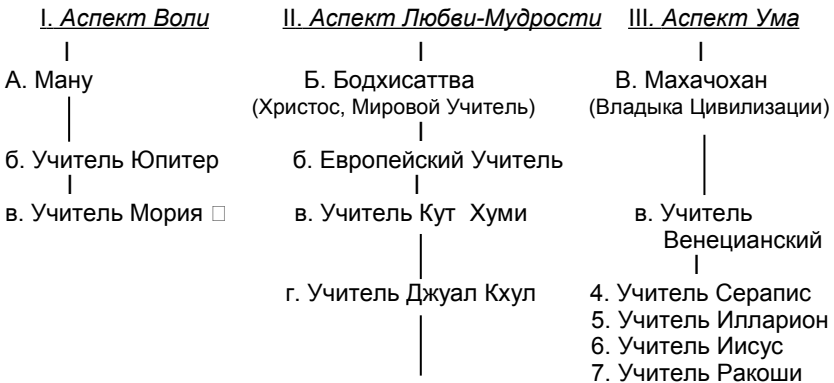 I. Аспект Воли II. Аспект Любви-Мудрости III. Аспект Ума
А. Ману Б. Бодхисаттва В. Махачохан
(Христос, Мировой Учитель) (Владыка Цивилизации)
б. Учитель Юпитер б. Европейский Учитель
в. Учитель Мория □ в. Учитель Кут Хуми в. Учитель
Венецианский
г. Учитель Джуал Кхул 4. Учитель Серапис
5. Учитель Илларион
6. Учитель Иисус
7. Учитель Ракоши